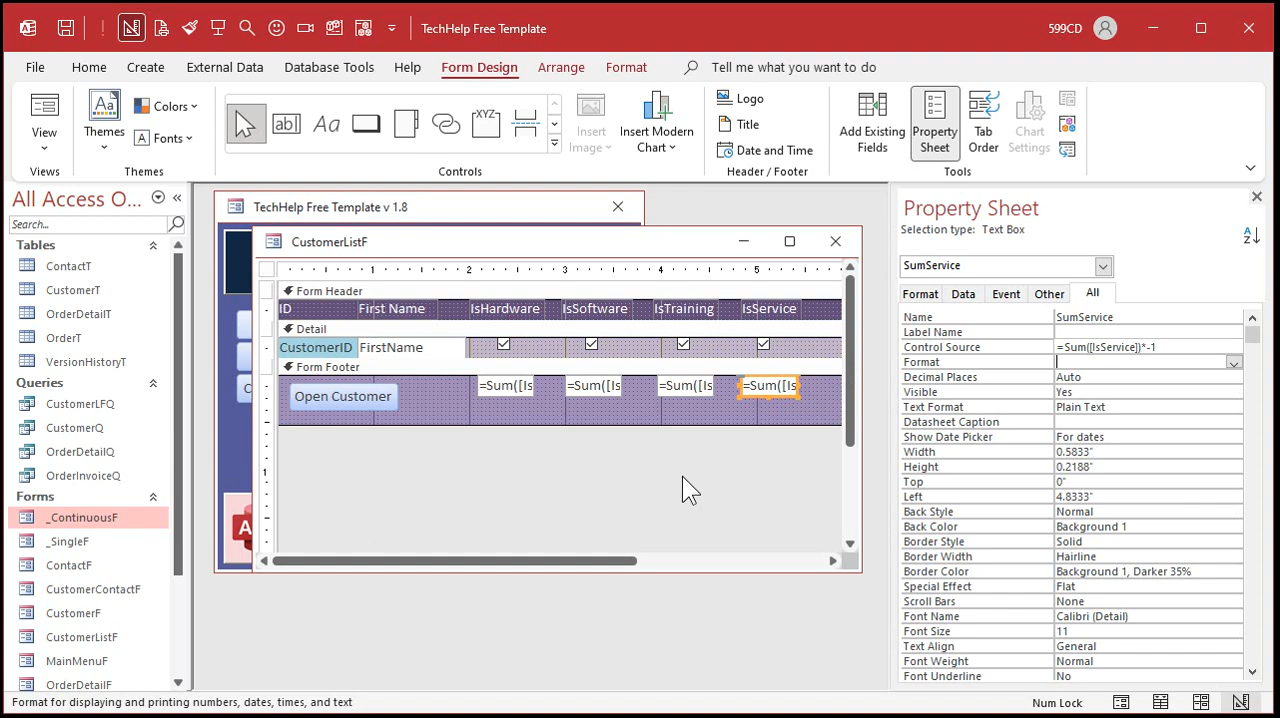 TechHelp Free Template
599CD
File Home Create External Data Database Tools Help Form Design Arrange Format Tell me what you want to do
View
Views
Themes
Aa
Colors
A Fonts
Themes
ab
Aa
XYZ
Controls
Insert Image
Insert Modern Chart
Logo
Title
Date and Time
Header / Footer
Add Existing Fields
Property Sheet
Tab Order
Chart Settings
Tools
All Access O...
Search...
Tables
ContactT
CustomerT
OrderDetailT
OrderT
VersionHistoryT
Queries
CustomerLFQ
CustomerQ
OrderDetailQ
OrderInvoiceQ
Forms
_ContinuousF
_SingleF
ContactF
CustomerContactF
CustomerF
CustomerListF
MainMenuF
OrderDetailF
TechHelp Free Template v 1.8
CustomerListF
1 2 3 4 5
Form Header
ID First Name IsHardware IsSoftware IsTraining IsService
Detail
CustomerID FirstName
Form Footer
Open Customer =Sum([Is =Sum([Is =Sum([Is =Sum([Is
1
Property Sheet
Selection type: Text Box
SumService
Format Data Event Other All
Name SumService
Label Name
Control Source =Sum([IsService])*-1
Format
Decimal Places Auto
Visible Yes
Text Format Plain Text
Datasheet Caption
Show Date Picker For dates
Width 0.5833"
Height 0.2188"
Top 0"
Left 4.8333"
Back Style Normal
Back Color Background 1
Border Style Solid
Border Width Hairline
Border Color Background 1, Darker 35%
Special Effect Flat
Scroll Bars None
Font Name Calibri (Detail)
Font Size 11
Text Align General
Font Weight Normal
Font Underline No
Format for displaying and printing numbers, dates, times, and text
Num Lock